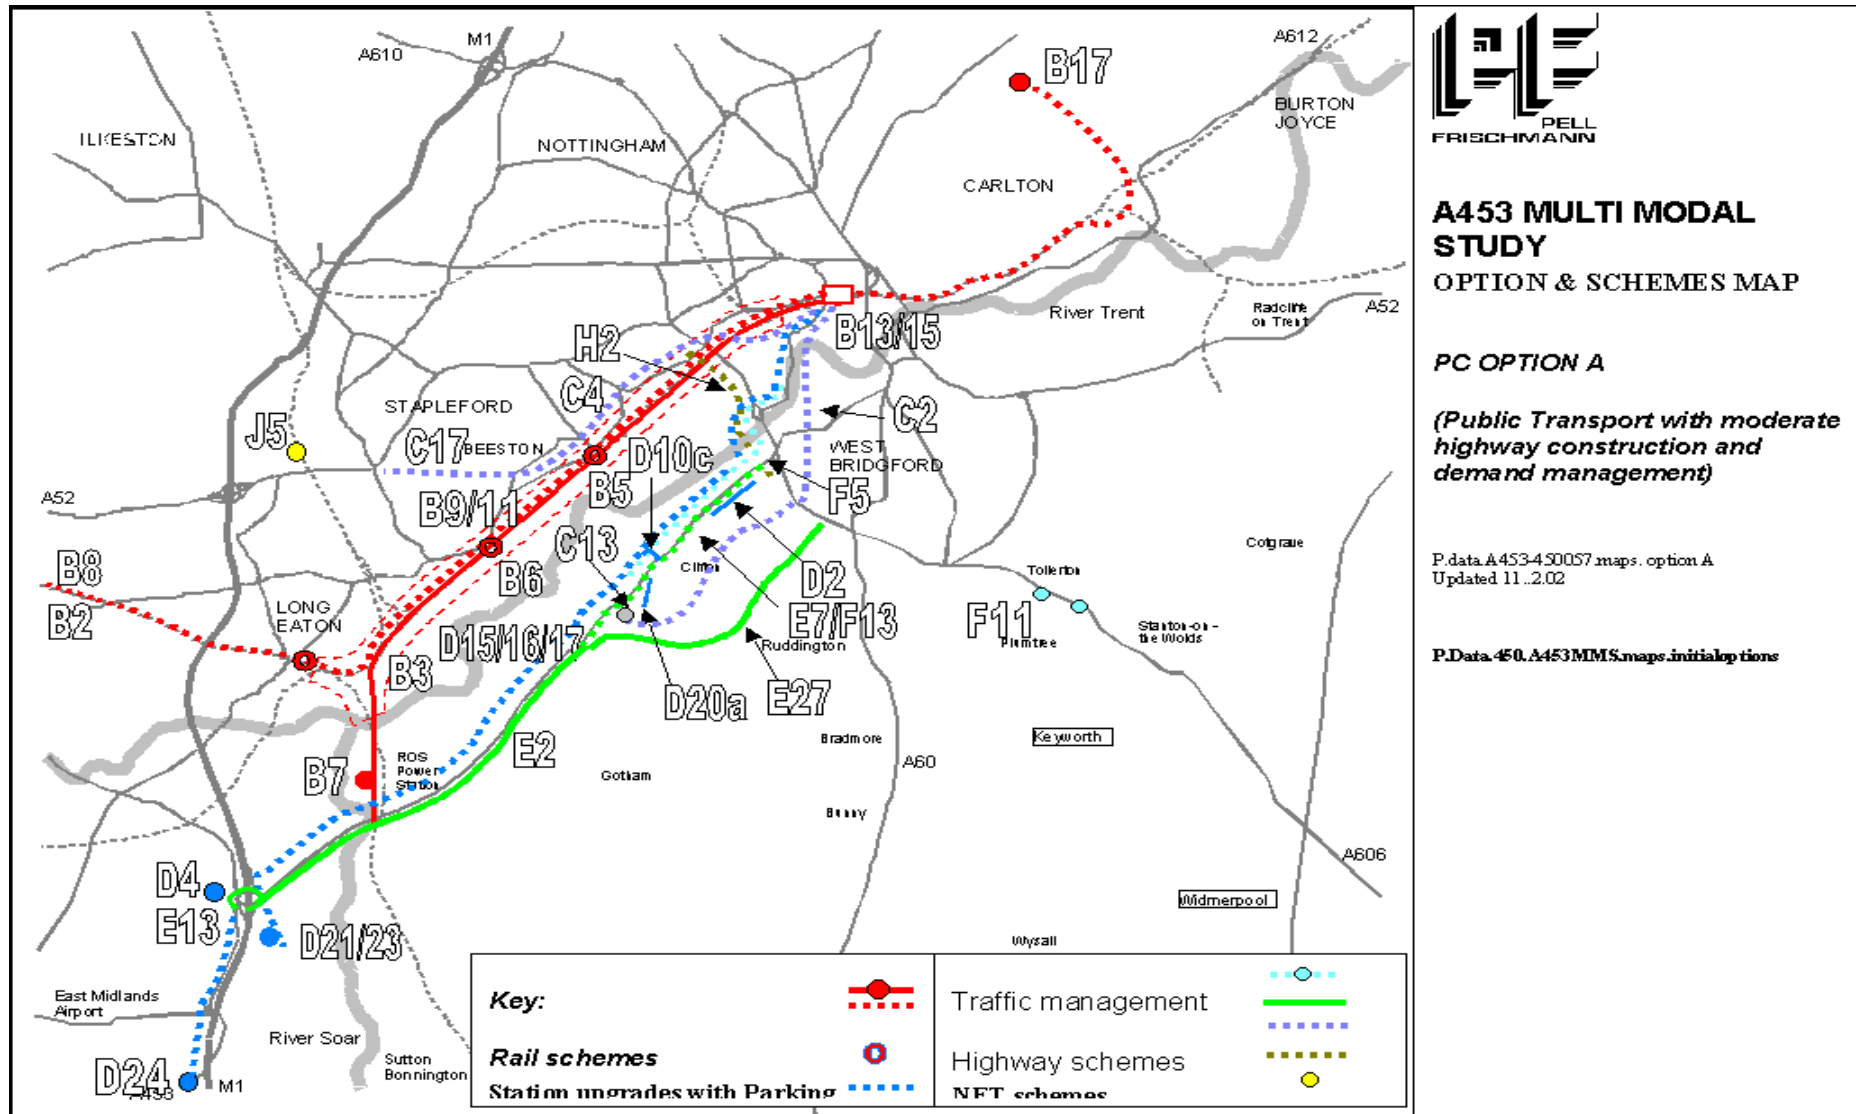 M1
A610
A612
B17
BURTON
JOYCE
ILKESTON
NOTTINGHAM
CARLTON
River Trent
Radcliffe
on Trent
A52
B13/15
H2
C4
STAPLEFORD
J5
C17
BEESTON
D10c
C2
WEST
BRIDGFORD
A52
B9/11
B5
F5
C13
Clifton
D2
Cotgrave
B8
B6
Tollerton
B2
LONG
EATON
D15/16/17
E7/F13
F11
Plumtree
Stanton-on-
the Wolds
Ruddington
B3
D20a
E27
E2
Bradmore
Keyworth
B7
ROS
Power
Station
Gotham
A60
Bunny
A606
D4
E13
D21/23
Widmerpool
Wysall
East Midlands
Airport
River Soar
Sutton
Bonnington
D24
A453
M1
Key:
Rail schemes
Station upgrades with Parking
Traffic management
Highway schemes
NET schemes
PELL
FRISCHMANN
A453 MULTI MODAL
STUDY
OPTION & SCHEMES MAP
PC OPTION A
(Public Transport with moderate
highway construction and
demand management)
P.data.A453-450057.maps. option A
Updated 11..2.02
P.Data.450.A453MMS.maps.initialoptions